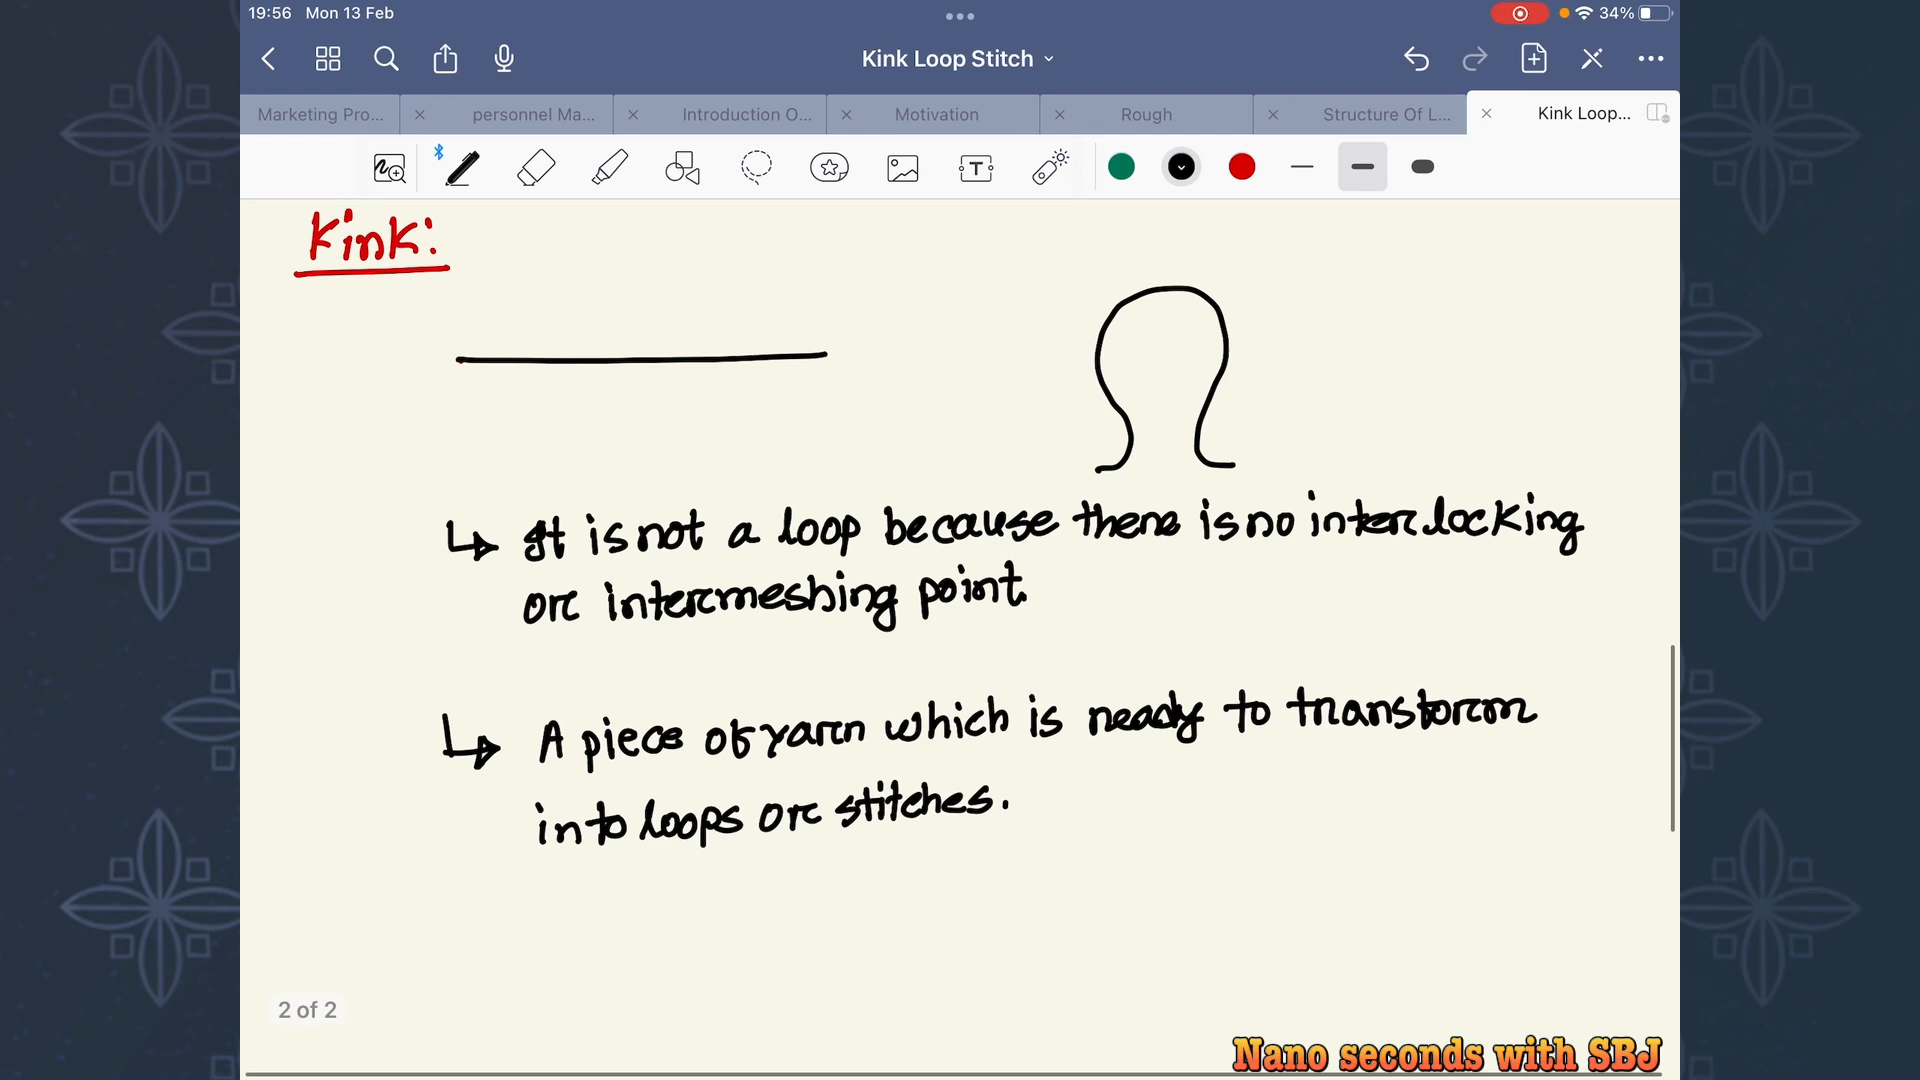 19:56 Mon 13 Feb
34%
Kink Loop Stitch
Marketing Pro...
personnel Ma...
Introduction O...
Motivation
Rough
Structure Of L...
Kink Loop...
T
Kink:
It is not a loop because there is no interlocking
or intermeshing point.
A piece of yarn which is ready to transform
into loops or stitches.
2 of 2
Nano seconds with SBJ